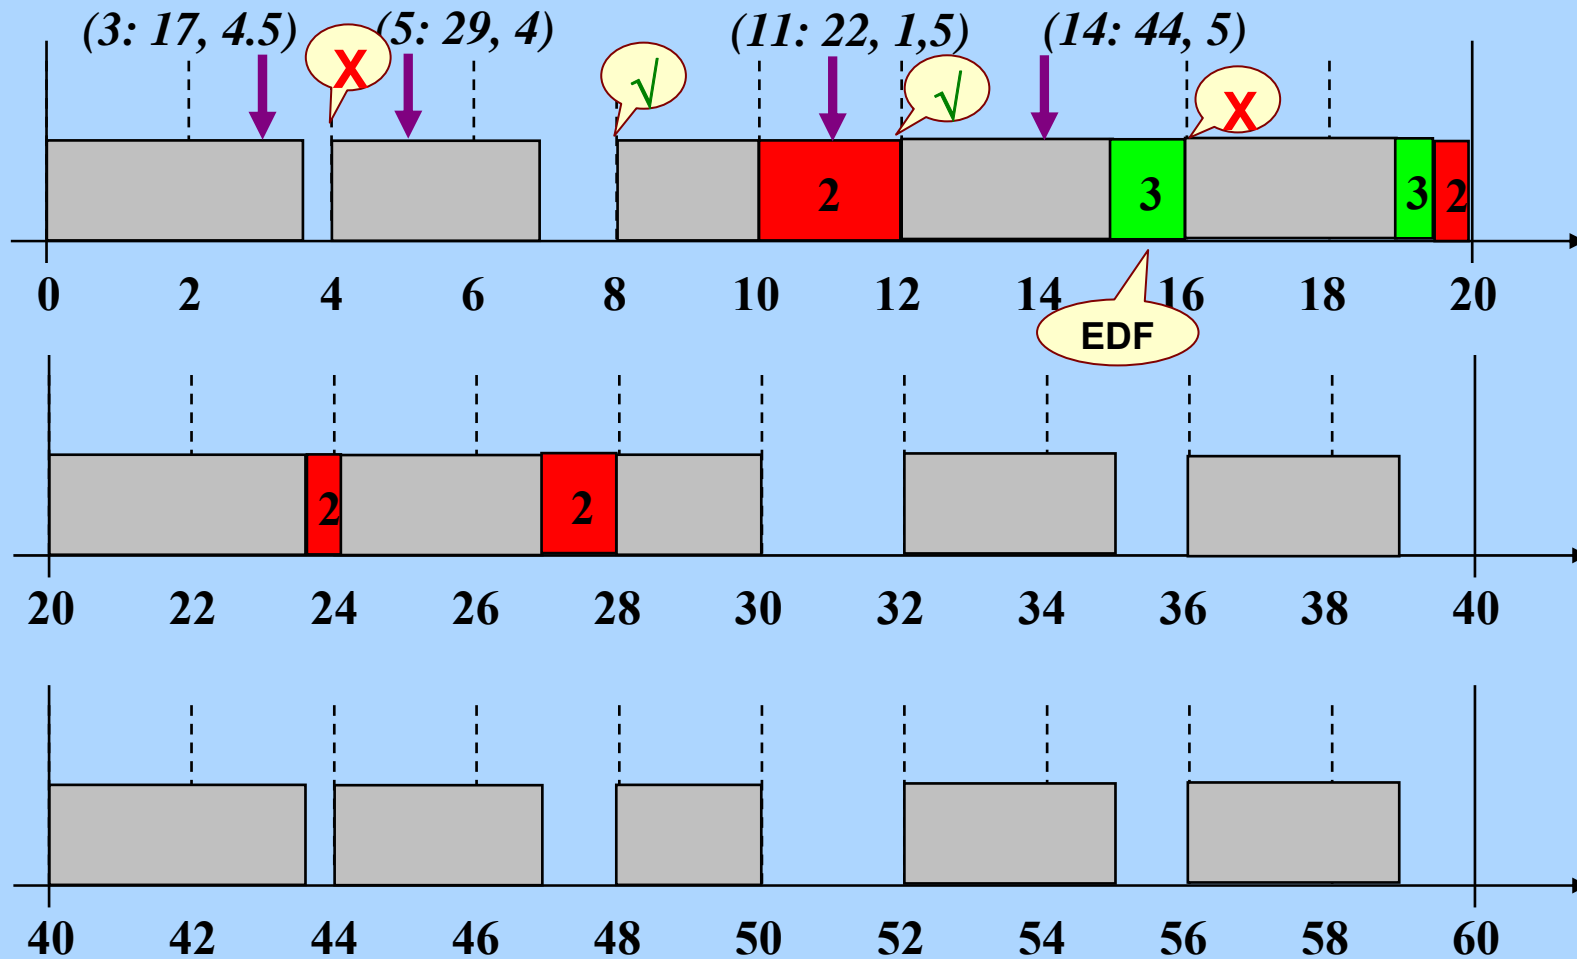 (3: 17, 4.5) (5: 29, 4) (11: 22, 1,5) (14: 44, 5)
X √ √ X
2 3 3 2
0 2 4 6 8 10 12 14 16 18 20
EDF
2 2
20 22 24 26 28 30 32 34 36 38 40
40 42 44 46 48 50 52 54 56 58 60